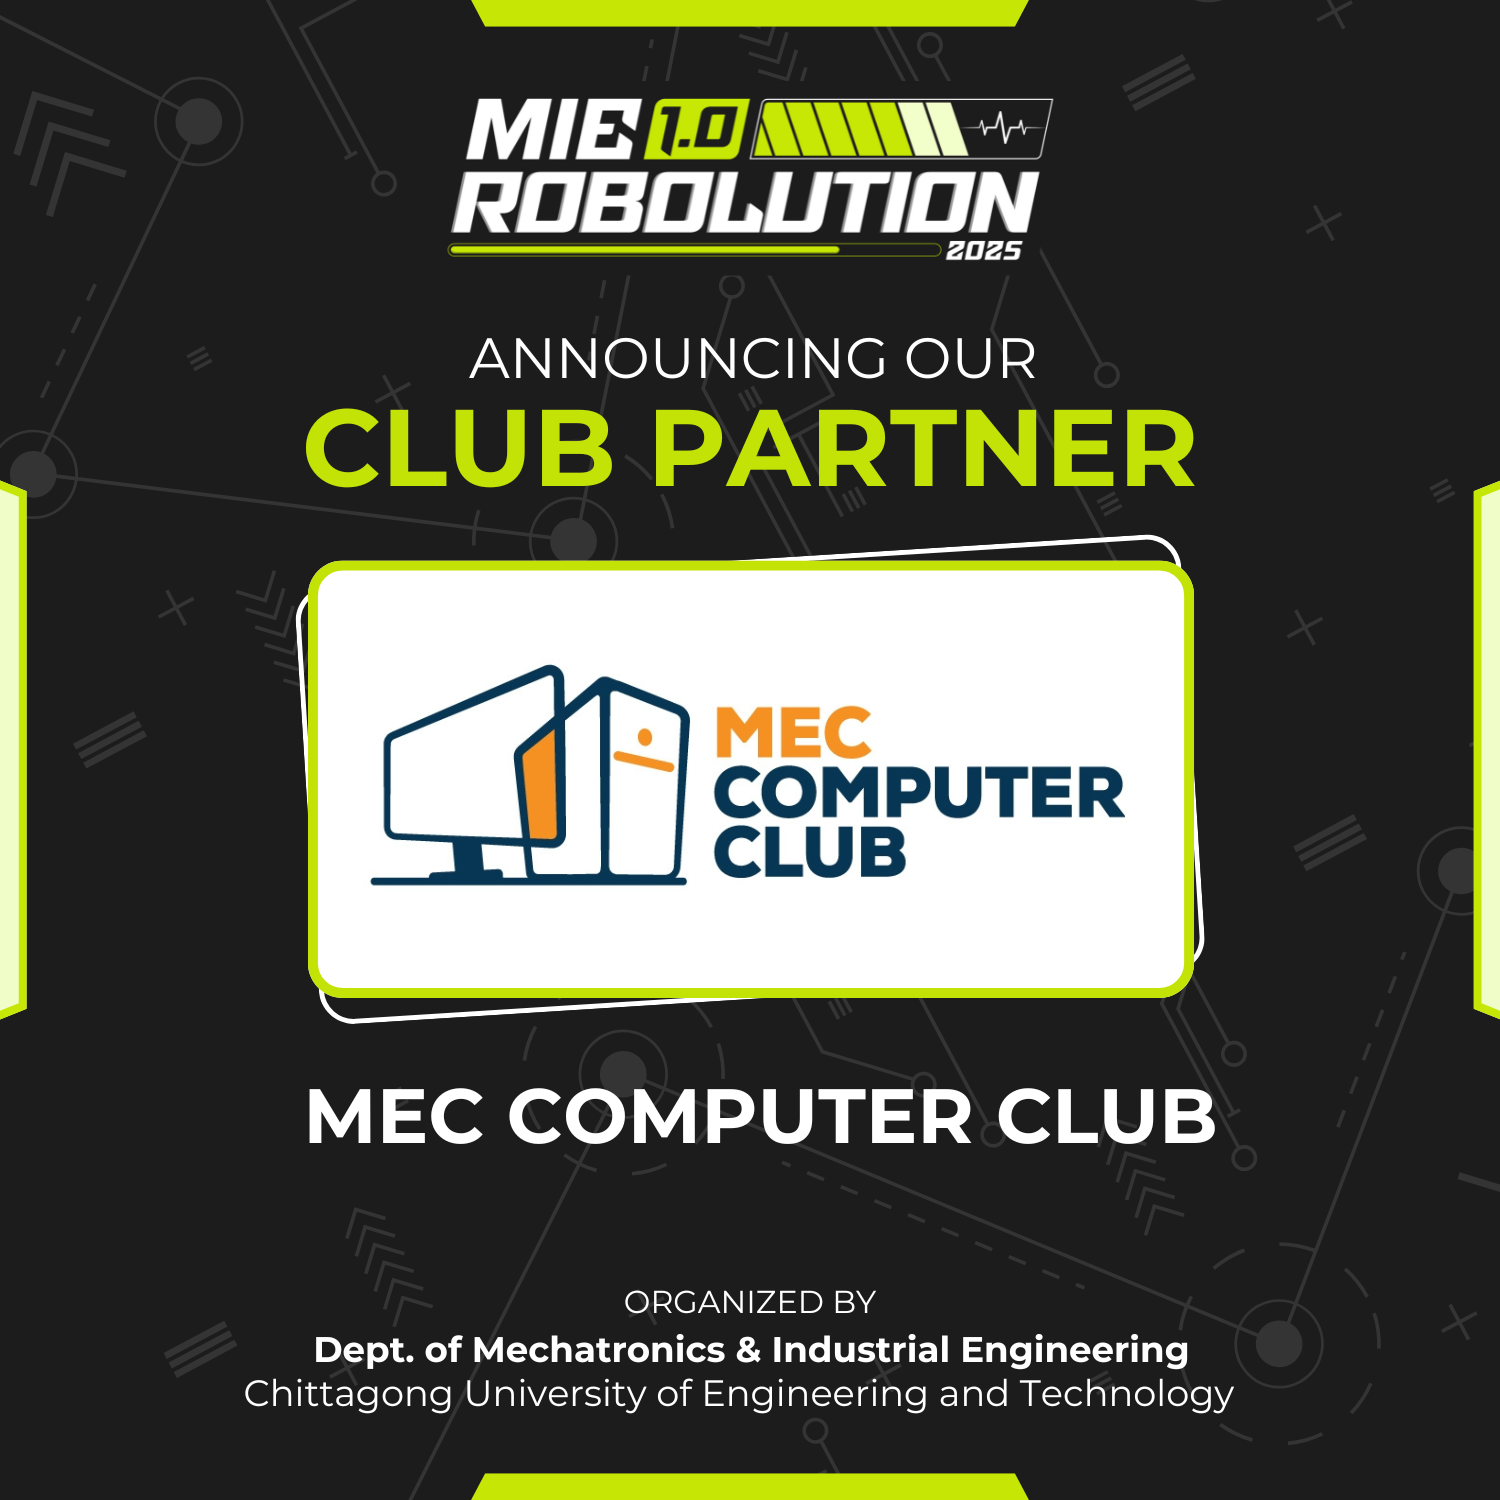 MIE 1.0
ROBOLUTION
2025
ANNOUNCING OUR
CLUB PARTNER
MEC
COMPUTER
CLUB
MEC COMPUTER CLUB
ORGANIZED BY
Dept. of Mechatronics & Industrial Engineering
Chittagong University of Engineering and Technology